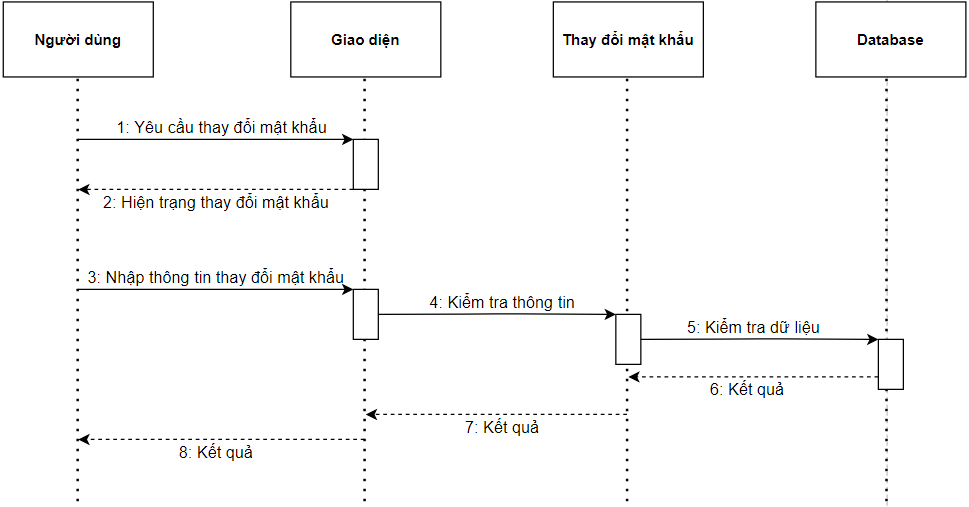 Người dùng
Giao diện
Thay đổi mật khẩu
Database
1: Yêu cầu thay đổi mật khẩu
2: Hiện trạng thay đổi mật khẩu
3: Nhập thông tin thay đổi mật khẩu
4: Kiểm tra thông tin
5: Kiểm tra dữ liệu
6: Kết quả
7: Kết quả
8: Kết quả